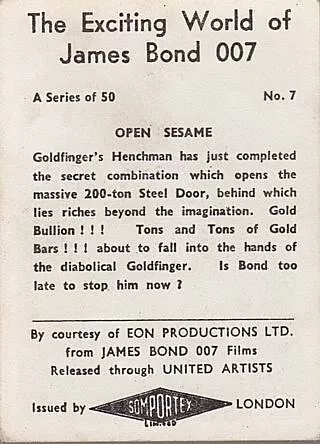 The Exciting World of
James Bond 007
A Series of 50 No. 7
OPEN SESAME
Goldfinger's Henchman has just completed
the secret combination which opens the
massive 200-ton Steel Door, behind which
lies riches beyond the imagination. Gold
Bullion ! ! ! Tons and Tons of Gold
Bars ! ! ! about to fall into the hands of
the diabolical Goldfinger. Is Bond too
late to stop him now ?
By courtesy of EON PRODUCTIONS LTD.
from JAMES BOND 007 Films
Released through UNITED ARTISTS
Issued by SOMPORTEX LONDON
LIMITED